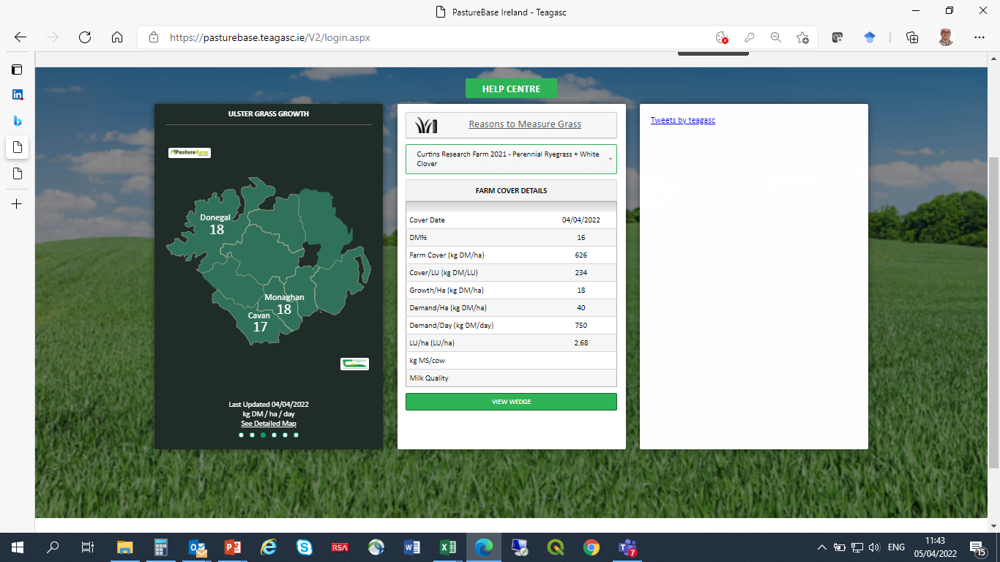 PastureBase Ireland - Teagasc
https://pasturebase.teagasc.ie/V2/login.aspx
HELP CENTRE
ULSTER GRASS GROWTH
PastureBase
Donegal
18
Monaghan
18
Cavan
17
Last Updated 04/04/2022
kg DM / ha / day
See Detailed Map
Reasons to Measure Grass
Curtins Research Farm 2021 - Perennial Ryegrass + White
Clover
FARM COVER DETAILS
Cover Date 04/04/2022
DM% 16
Farm Cover (kg DM/ha) 626
Cover/LU (kg DM/LU) 234
Growth/Ha (kg DM/ha) 18
Demand/Ha (kg DM/ha) 40
Demand/Day (kg DM/day) 750
LU/ha (LU/ha) 2.68
kg MS/cow
Milk Quality
VIEW WEDGE
Tweets by teagasc
RSA
7
ENG
11:43
05/04/2022
15